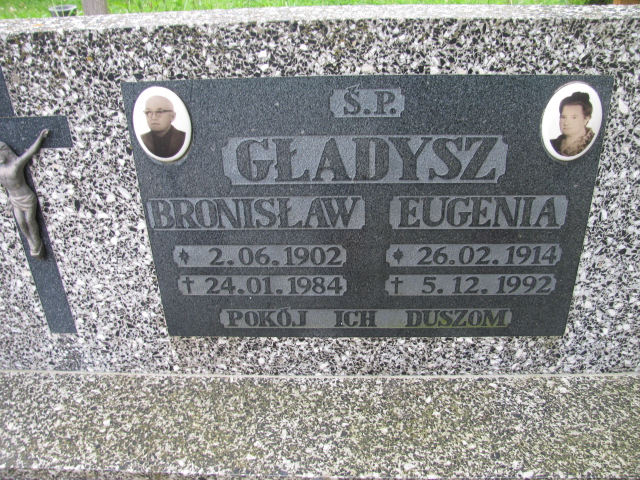 Ś.P.
GŁADYSZ
BRONISŁAW EUGENIA
2.06.1902 26.02.1914
† 24.01.1984 † 5.12.1992
POKÓJ ICH DUSZOM